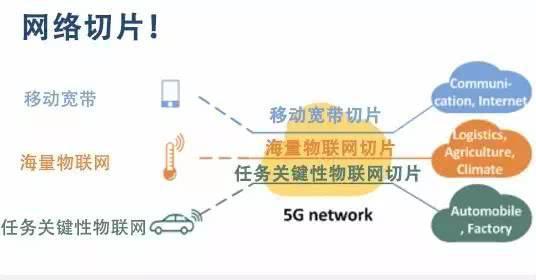 网络切片!
移动宽带
移动宽带切片
Communi-
cation, Internet
海量物联网
海量物联网切片
Logistics,
Agriculture,
Climate
任务关键性物联网
任务关键性物联网切片
5G network
Automobile
, Factory